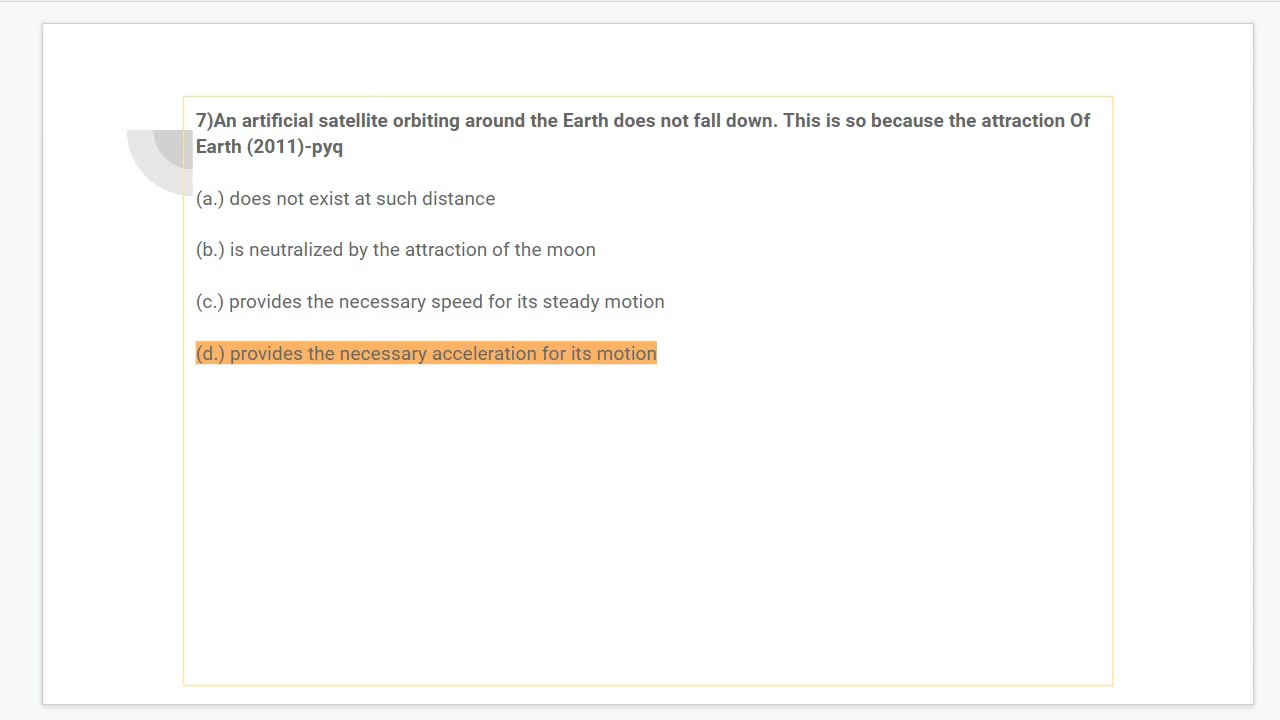 7)An artificial satellite orbiting around the Earth does not fall down. This is so because the attraction Of
Earth (2011)-pyq
(a.) does not exist at such distance
(b.) is neutralized by the attraction of the moon
(c.) provides the necessary speed for its steady motion
(d.) provides the necessary acceleration for its motion